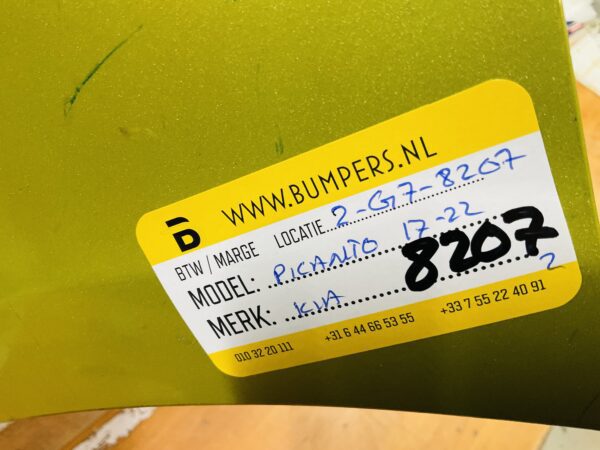 WWW.BUMPERS.NL
BTW / MARGE LOCATIE 2-G7-8207
MODEL: PICANTO 17-22
MERK: KIA 8207
2
010 32 20 111 +31 6 44 66 53 55 +33 7 55 22 40 91